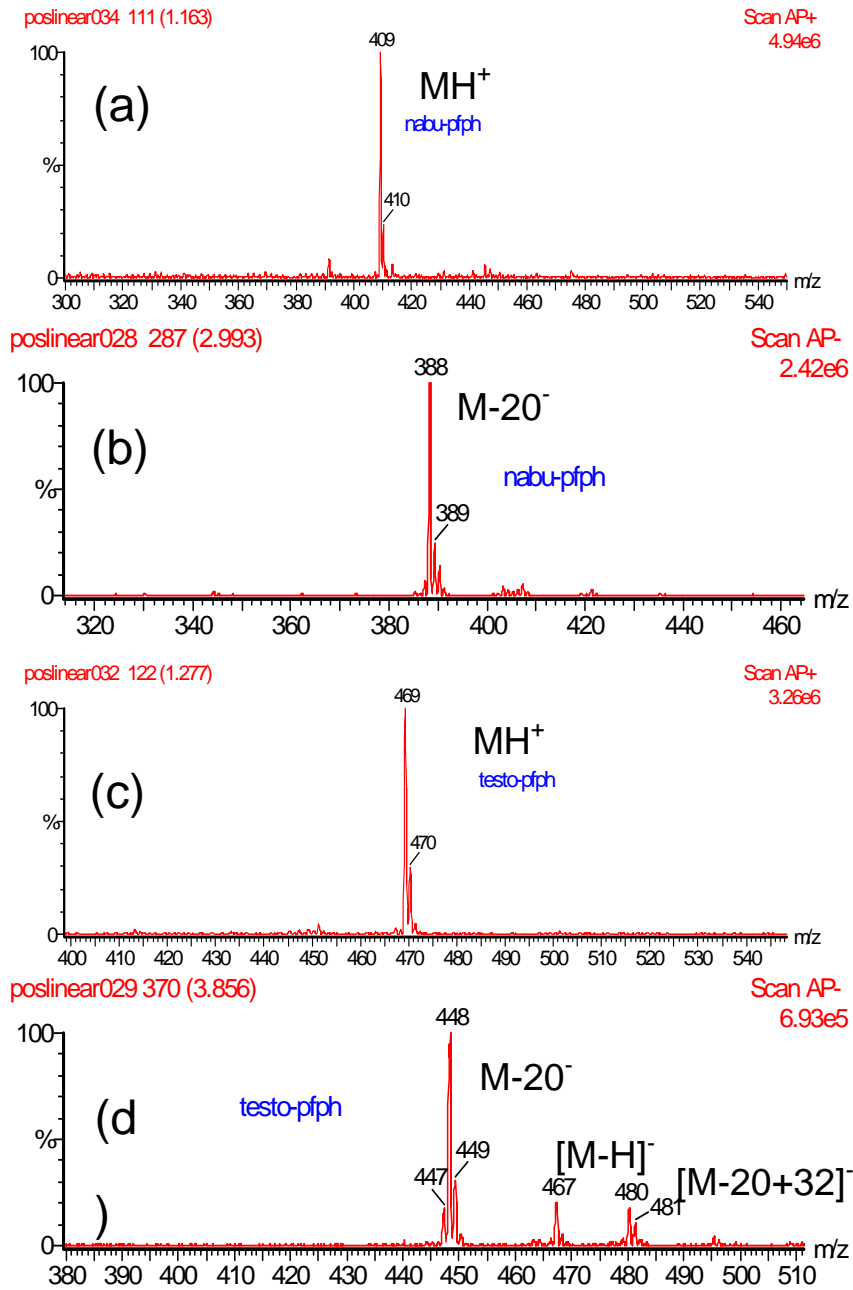 poslinear034 111 (1.163)
Scan AP+
4.94e6
100
409
(a)
MH+
nabu-pfph
%
410
0
300 320 340 360 380 400 420 440 460 480 500 520 540 m/z
poslinear028 287 (2.993)
Scan AP-
2.42e6
100
388
M-20-
(b)
nabu-pfph
%
389
0
320 340 360 380 400 420 440 460 m/z
poslinear032 122 (1.277)
Scan AP+
3.26e6
100
469
MH+
testo-pfph
(c)
%
470
0
400 410 420 430 440 450 460 470 480 490 500 510 520 530 540 m/z
poslinear029 370 (3.856)
Scan AP-
6.93e5
100
448
M-20-
testo-pfph
(d
%
449
447
[M-H]-
467
480
[M-20+32]-
481
)
0
380 390 400 410 420 430 440 450 460 470 480 490 500 510 m/z